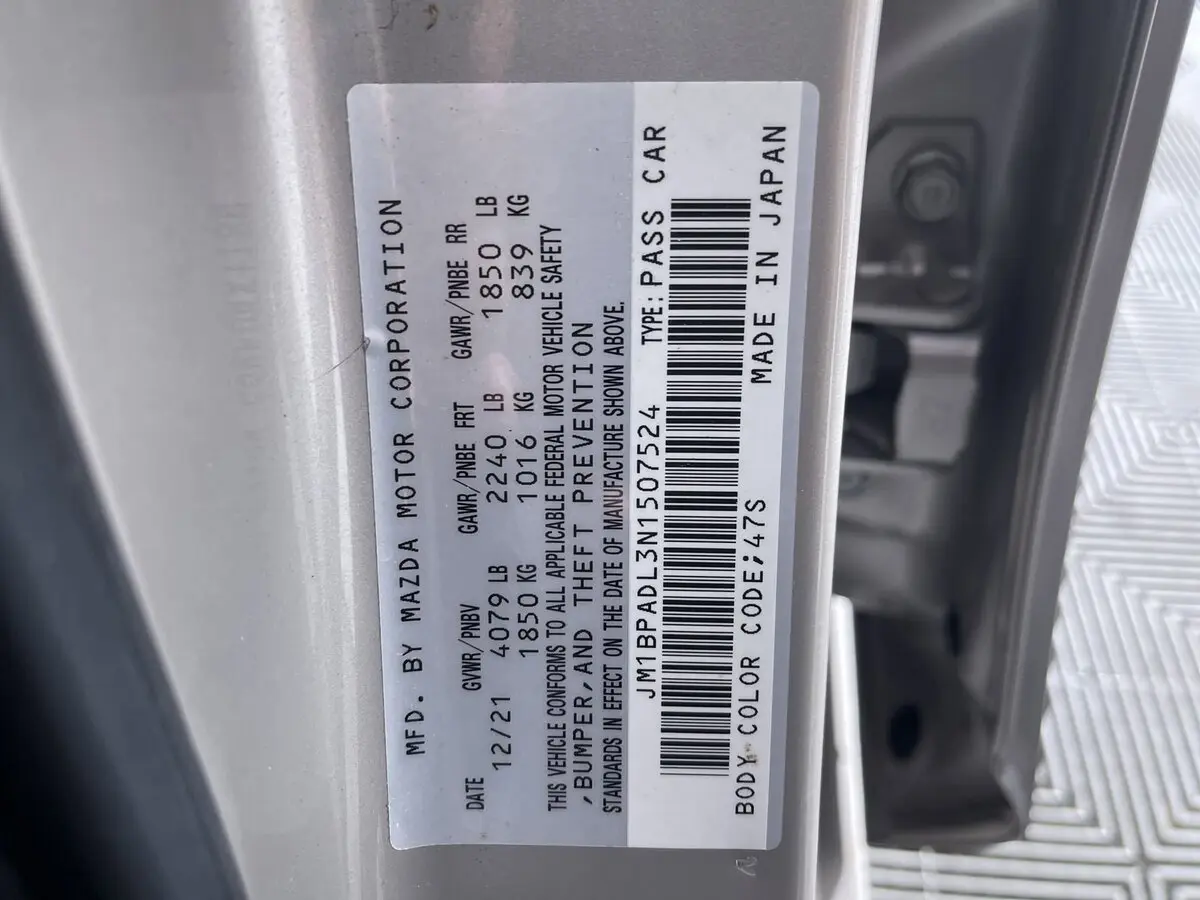 MFD. BY MAZDA MOTOR CORPORATION
DATE GVWR/PNBV GAWR/PNBE FRT GAWR/PNBE RR
12/21 4079 LB 2240 LB 1850 LB
1850 KG 1016 KG 839 KG
THIS VEHICLE CONFORMS TO ALL APPLICABLE FEDERAL MOTOR VEHICLE SAFETY
,BUMPER,AND THEFT PREVENTION
STANDARDS IN EFFECT ON THE DATE OF MANUFACTURE SHOWN ABOVE.
JM1BPADL3N1507524 TYPE:PASS CAR
BODY COLOR CODE;47S MADE IN JAPAN